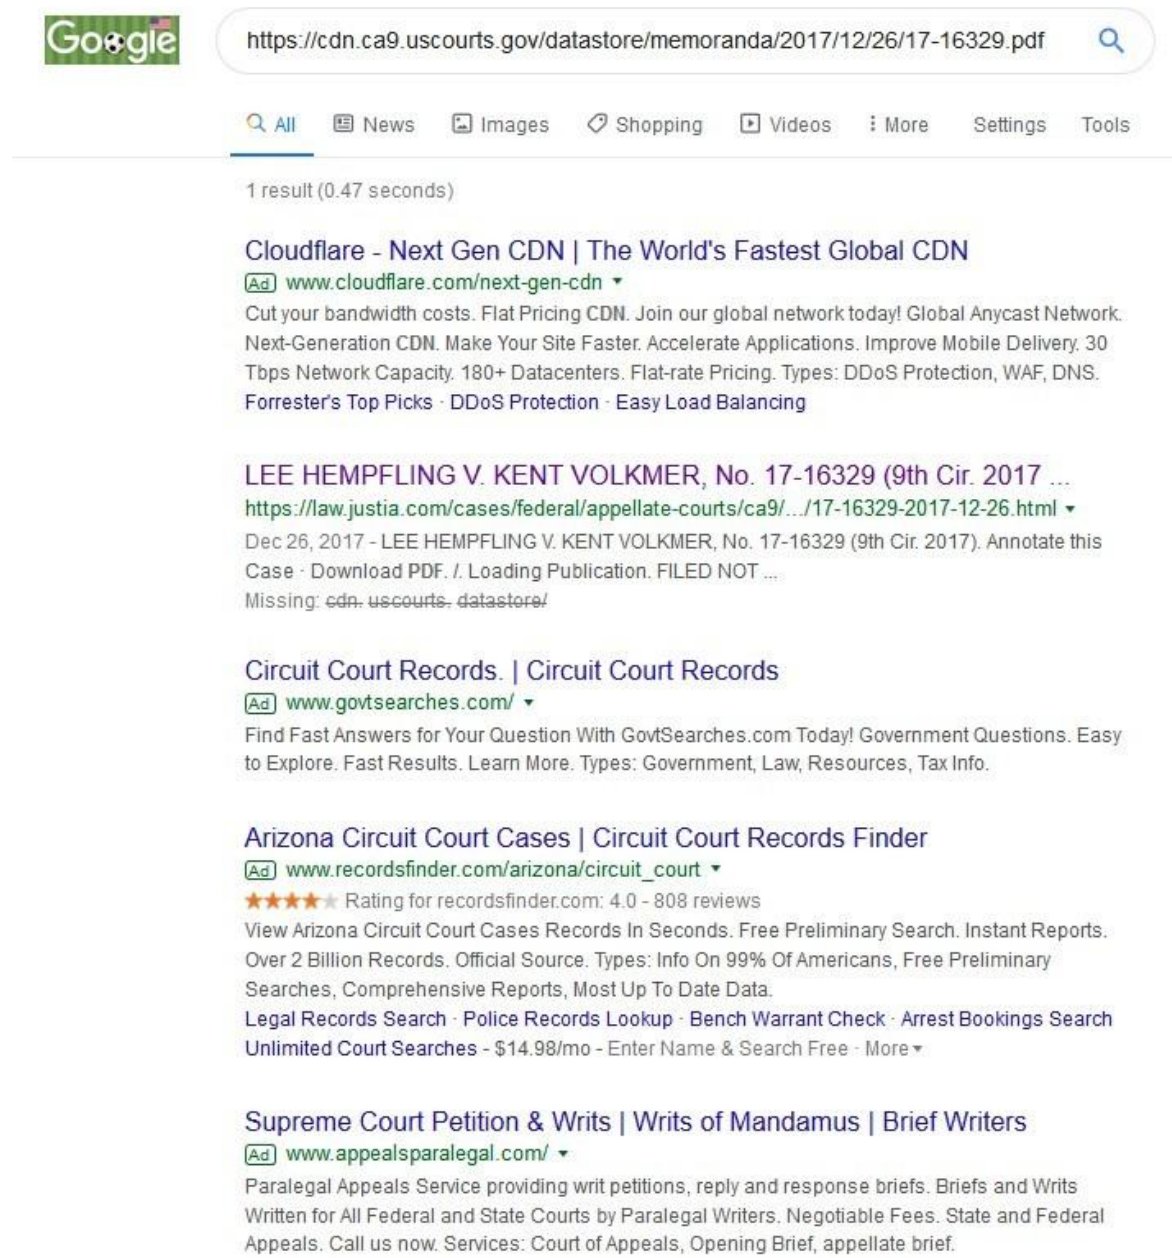 Google
https://cdn.ca9.uscourts.gov/datastore/memoranda/2017/12/26/17-16329.pdf
All News Images Shopping Videos More Settings Tools
1 result (0.47 seconds)
Cloudflare - Next Gen CDN | The World's Fastest Global CDN
Ad www.cloudflare.com/next-gen-cdn
Cut your bandwidth costs. Flat Pricing CDN. Join our global network today! Global Anycast Network.
Next-Generation CDN. Make Your Site Faster. Accelerate Applications. Improve Mobile Delivery. 30
Tbps Network Capacity. 180+ Datacenters. Flat-rate Pricing. Types: DDoS Protection, WAF, DNS.
Forrester's Top Picks · DDoS Protection · Easy Load Balancing
LEE HEMPFLING V. KENT VOLKMER, No. 17-16329 (9th Cir. 2017 ...
https://law.justia.com/cases/federal/appellate-courts/ca9/.../17-16329-2017-12-26.html
Dec 26, 2017 - LEE HEMPFLING V. KENT VOLKMER, No. 17-16329 (9th Cir. 2017). Annotate this
Case · Download PDF. /. Loading Publication. FILED NOT ...
Missing: cdn. uscourts. datastore/
Circuit Court Records. | Circuit Court Records
Ad www.govtsearches.com/
Find Fast Answers for Your Question With GovtSearches.com Today! Government Questions. Easy
to Explore. Fast Results. Learn More. Types: Government, Law, Resources, Tax Info.
Arizona Circuit Court Cases | Circuit Court Records Finder
Ad www.recordsfinder.com/arizona/circuit_court
Rating for recordsfinder.com: 4.0 - 808 reviews
View Arizona Circuit Court Cases Records In Seconds. Free Preliminary Search. Instant Reports.
Over 2 Billion Records. Official Source. Types: Info On 99% Of Americans, Free Preliminary
Searches, Comprehensive Reports, Most Up To Date Data.
Legal Records Search · Police Records Lookup · Bench Warrant Check · Arrest Bookings Search
Unlimited Court Searches - $14.98/mo - Enter Name & Search Free · More
Supreme Court Petition & Writs | Writs of Mandamus | Brief Writers
Ad www.appealsparalegal.com/
Paralegal Appeals Service providing writ petitions, reply and response briefs. Briefs and Writs
Written for All Federal and State Courts by Paralegal Writers. Negotiable Fees. State and Federal
Appeals. Call us now. Services: Court of Appeals, Opening Brief, appellate brief.